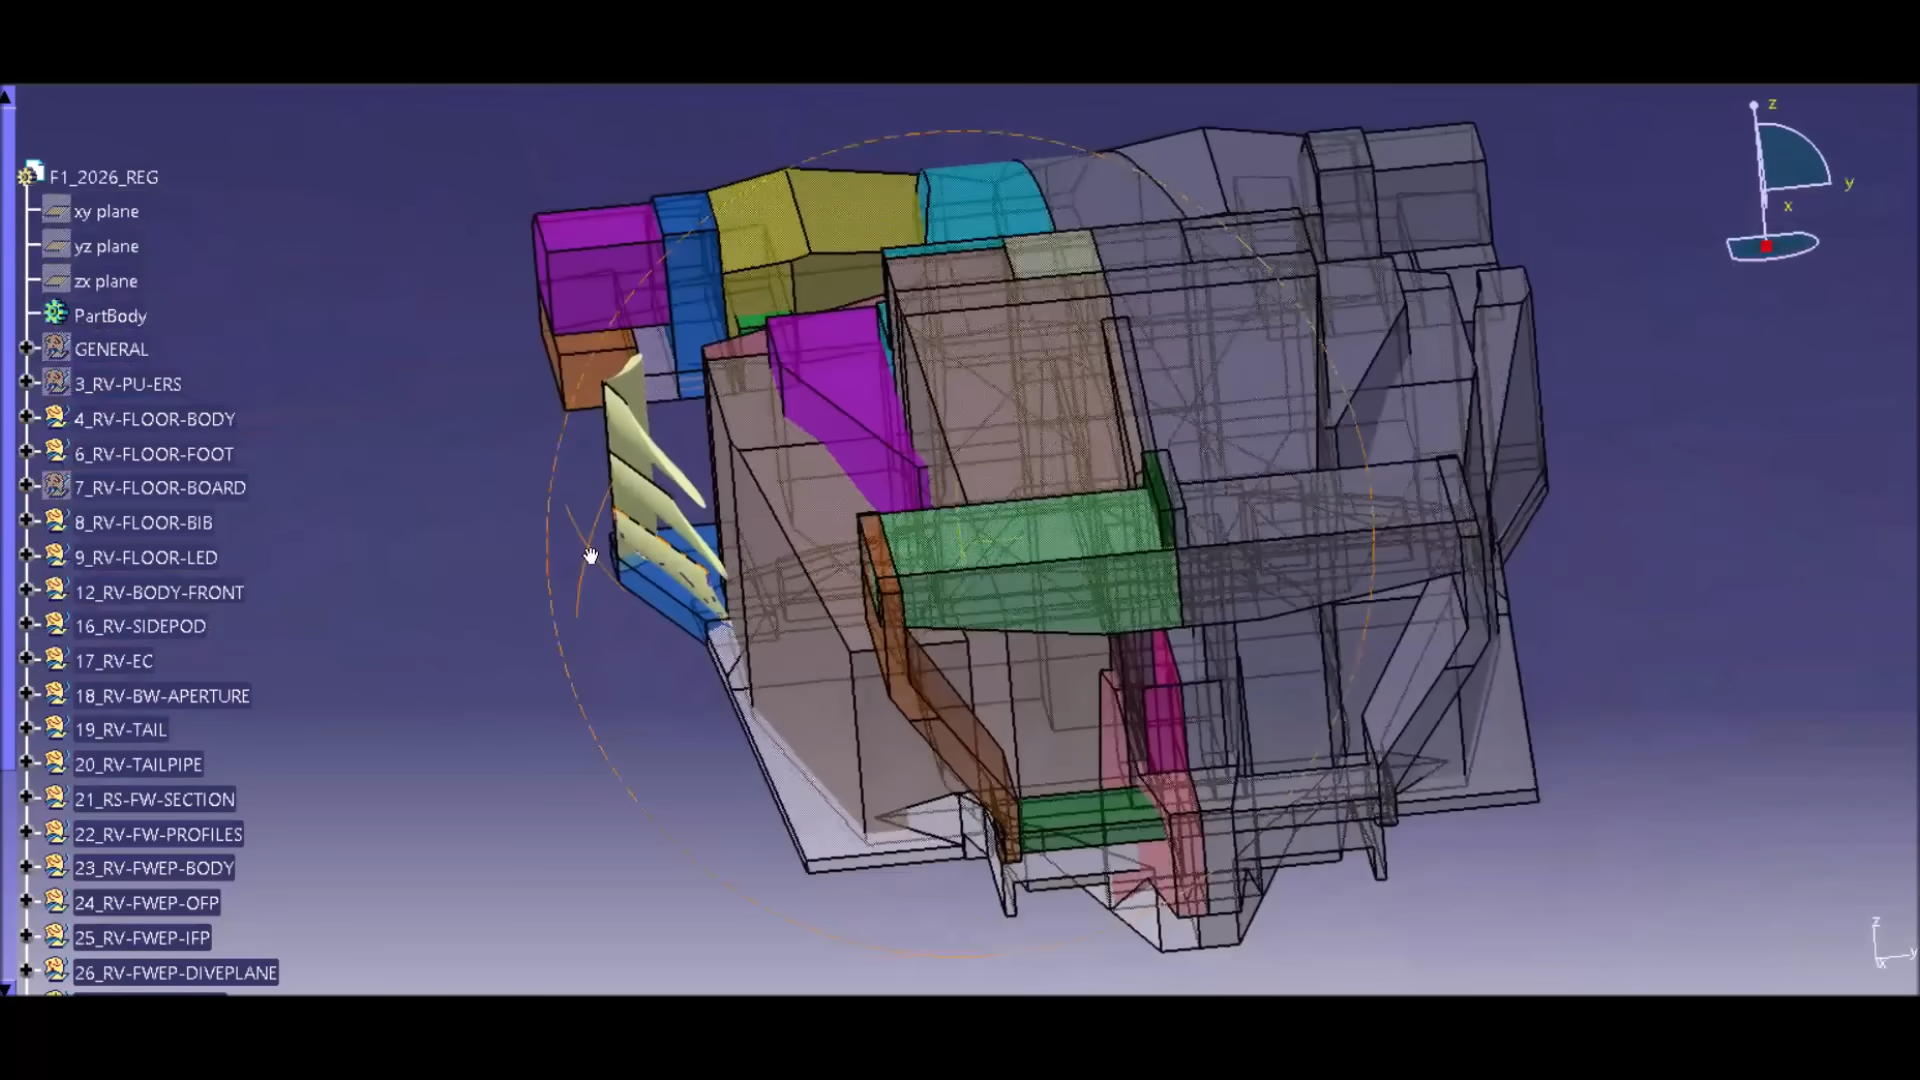 F1_2026_REG
xy plane
yz plane
zx plane
PartBody
GENERAL
3_RV-PU-ERS
4_RV-FLOOR-BODY
6_RV-FLOOR-FOOT
7_RV-FLOOR-BOARD
8_RV-FLOOR-BIB
9_RV-FLOOR-LED
12_RV-BODY-FRONT
16_RV-SIDEPOD
17_RV-EC
18_RV-BW-APERTURE
19_RV-TAIL
20_RV-TAILPIPE
21_RS-FW-SECTION
22_RV-FW-PROFILES
23_RV-FWEP-BODY
24_RV-FWEP-OFP
25_RV-FWEP-IFP
26_RV-FWEP-DIVEPLANE
z
y
x
z
y
x